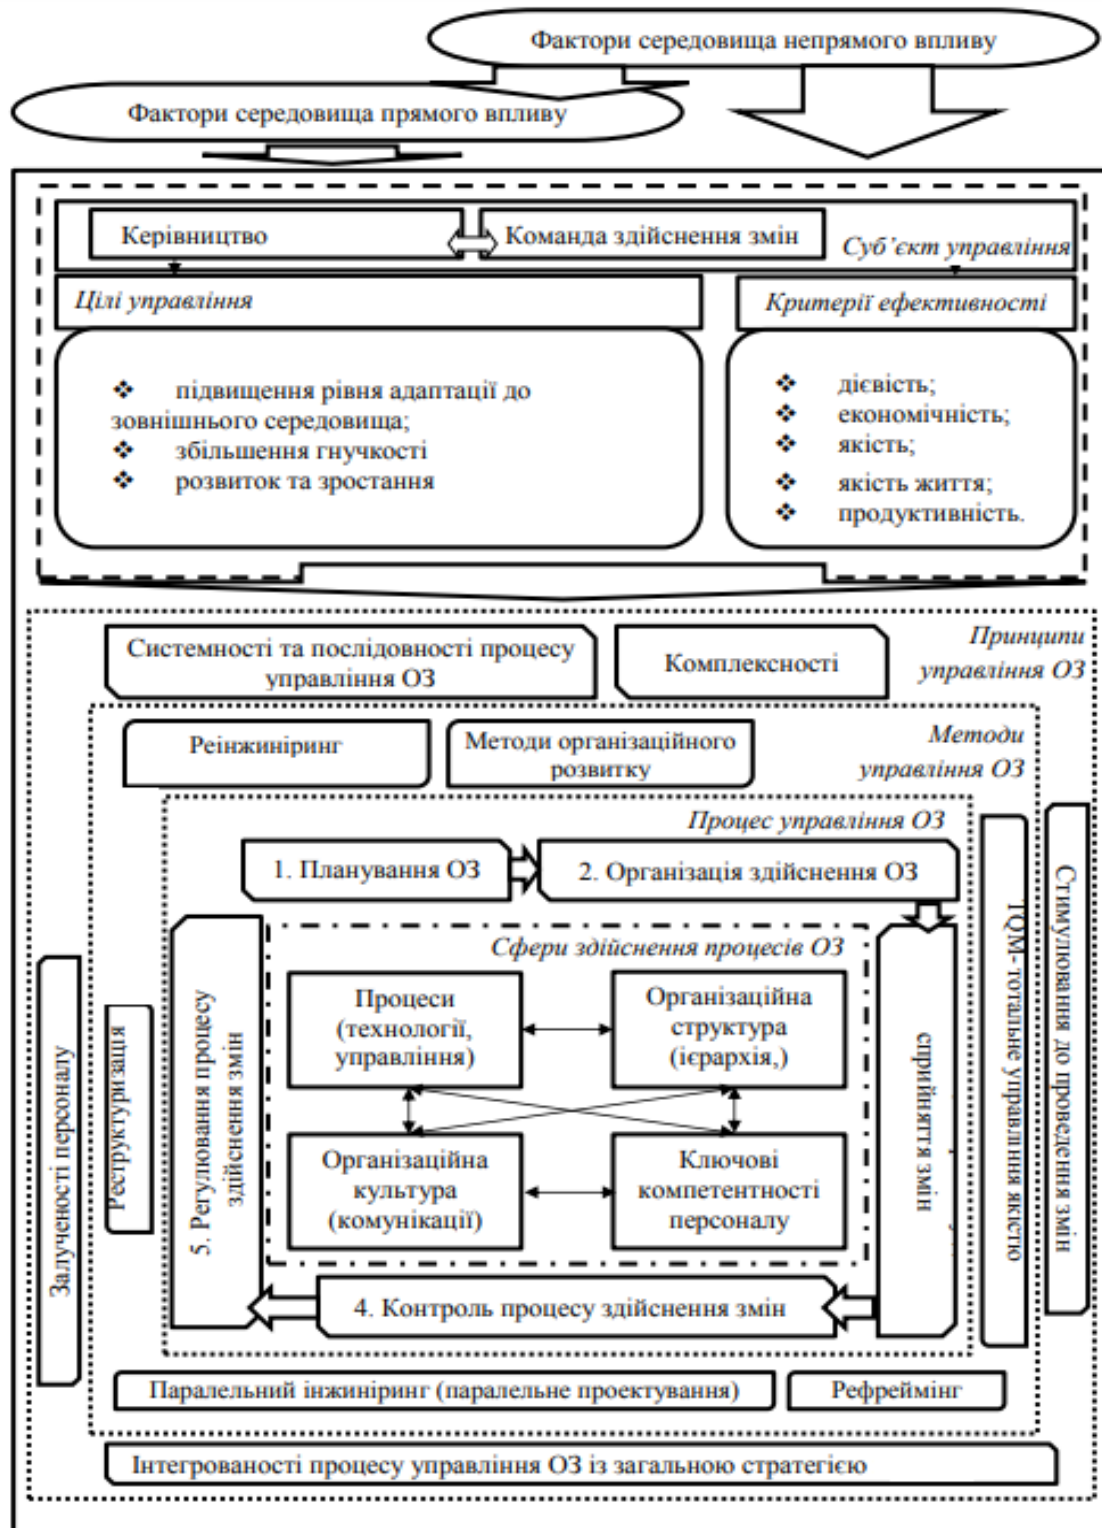 Фактори середовища непрямого впливу
Фактори середовища прямого впливу
Керівництво
Команда здійснення змін
Суб’єкт управління
Цілі управління
Критерії ефективності
❖ підвищення рівня адаптації до
зовнішнього середовища;
❖ збільшення гнучкості
❖ розвиток та зростання
❖ дієвість;
❖ економічність;
❖ якість;
❖ якість життя;
❖ продуктивність.
Системності та послідовності процесу
управління ОЗ
Комплексності
Принципи
управління ОЗ
Реінжиніринг
Методи організаційного
розвитку
Методи
управління ОЗ
Процес управління ОЗ
1. Планування ОЗ
2. Організація здійснення ОЗ
Сфери здійснення процесів ОЗ
Процеси
(технології,
управління)
Організаційна
структура
(ієрархія,)
Організаційна
культура
(комунікації)
Ключові
компетентності
персоналу
сприйняття змін
4. Контроль процесу здійснення змін
5. Регулювання процесу
здійснення змін
Реструктуризація
Залученості персоналу
TQM- тотальне управління якістю
Стимулювання до проведення змін
Паралельний інжиніринг (паралельне проектування)
Рефреймінг
Інтегрованості процесу управління ОЗ із загальною стратегією